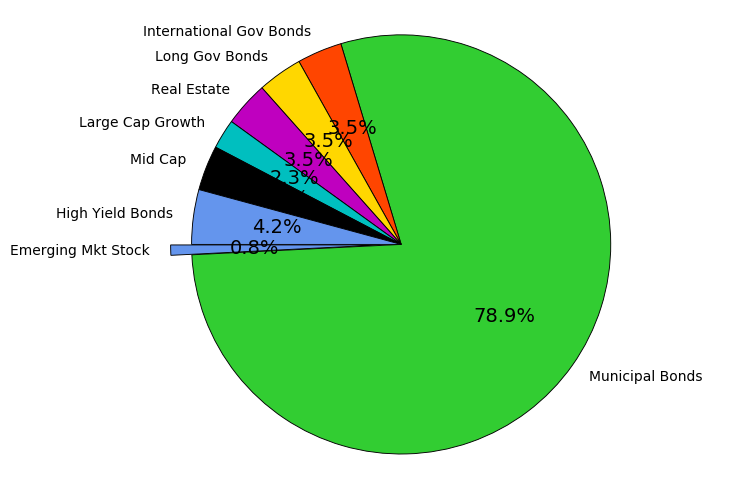 International Gov Bonds
Long Gov Bonds
Real Estate
Large Cap Growth
Mid Cap
High Yield Bonds
Emerging Mkt Stock
Municipal Bonds
3.5%
3.5%
3.5%
2.3%
4.2%
0.8%
78.9%